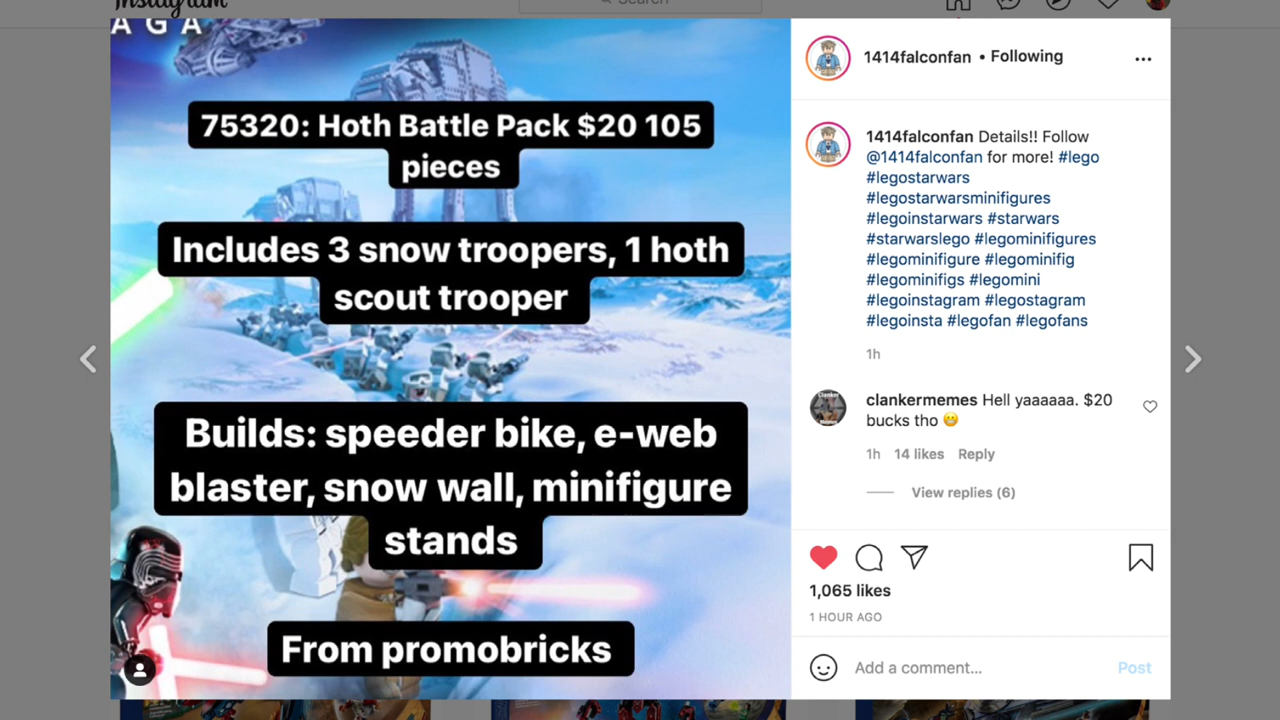 Instagram
Search
AGA
75320: Hoth Battle Pack $20 105
pieces
Includes 3 snow troopers, 1 hoth
scout trooper
Builds: speeder bike, e-web
blaster, snow wall, minifigure
stands
From promobricks
1414falconfan • Following
1414falconfan Details!! Follow
@1414falconfan for more! #lego
#legostarwars
#legostarwarsminifigures
#legoinstarwars #starwars
#starwarslego #legominifigures
#legominifigure #legominifig
#legominifigs #legomini
#legoinstagram #legostagram
#legoinsta #legofan #legofans
1h
clankermemes Hell yaaaaaa. $20
bucks tho 😬
1h 14 likes Reply
View replies (6)
1,065 likes
1 HOUR AGO
Add a comment...
Post